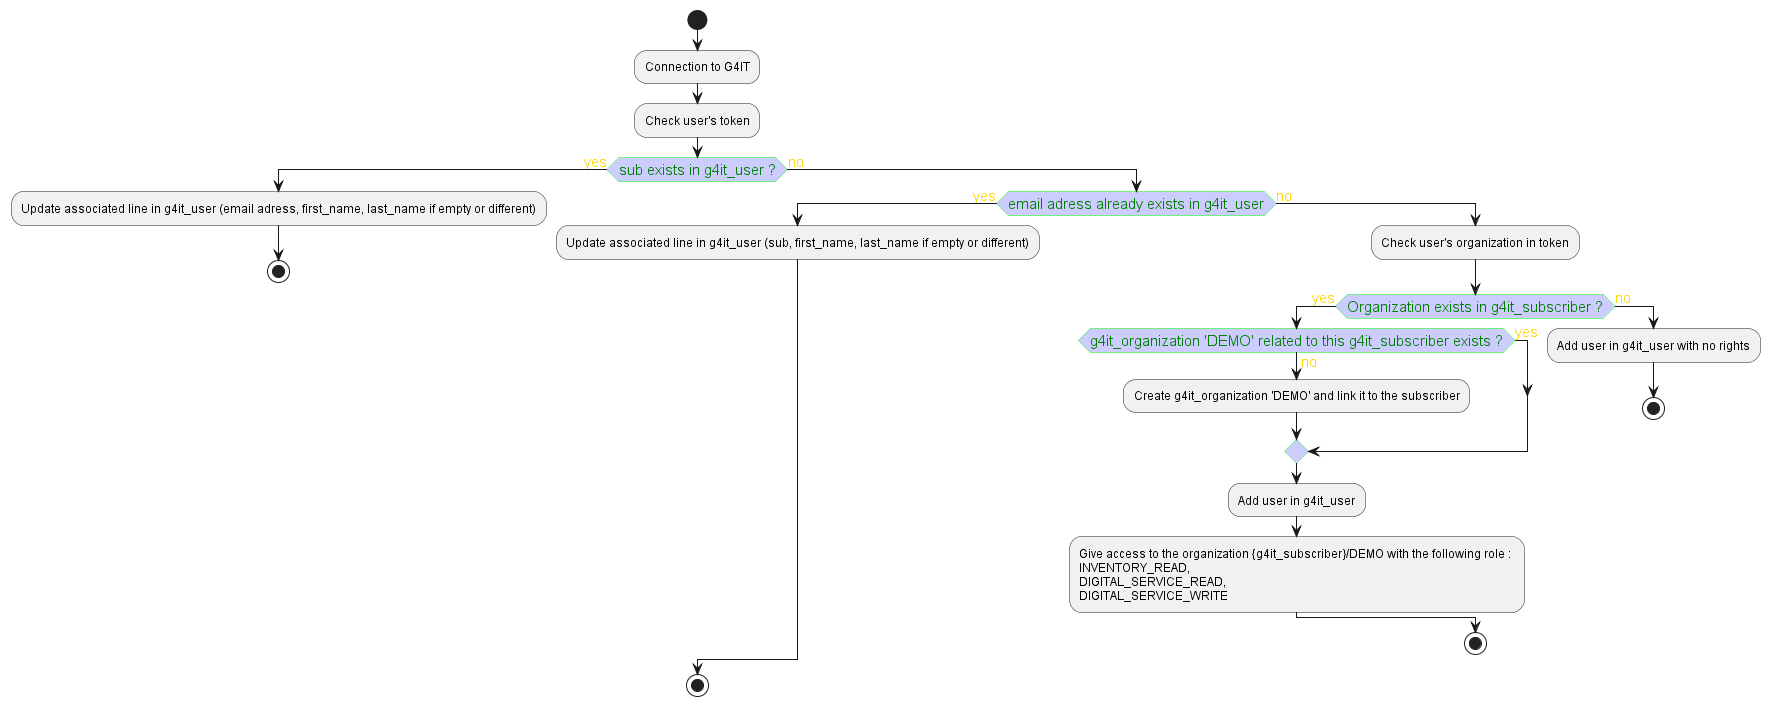 Connection to G4IT
Check user's token
yes
sub exists in g4it_user ?
no
Update associated line in g4it_user (email adress, first_name, last_name if empty or different)
yes
email adress already exists in g4it_user
no
Update associated line in g4it_user (sub, first_name, last_name if empty or different)
Check user's organization in token
yes
Organization exists in g4it_subscriber ?
no
g4it_organization 'DEMO' related to this g4it_subscriber exists ?
yes
no
Add user in g4it_user with no rights
Create g4it_organization 'DEMO' and link it to the subscriber
Add user in g4it_user
Give access to the organization {g4it_subscriber}/DEMO with the following role :
INVENTORY_READ,
DIGITAL_SERVICE_READ,
DIGITAL_SERVICE_WRITE